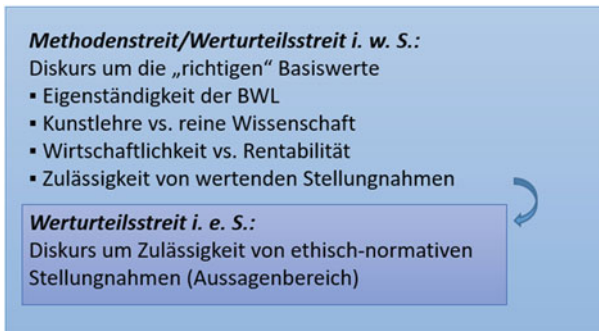 Methodenstreit/Werturteilsstreit i. w. S.:
Diskurs um die „richtigen“ Basiswerte
▪ Eigenständigkeit der BWL
▪ Kunstlehre vs. reine Wissenschaft
▪ Wirtschaftlichkeit vs. Rentabilität
▪ Zulässigkeit von wertenden Stellungnahmen
Werturteilsstreit i. e. S.:
Diskurs um Zulässigkeit von ethisch-normativen
Stellungnahmen (Aussagenbereich)